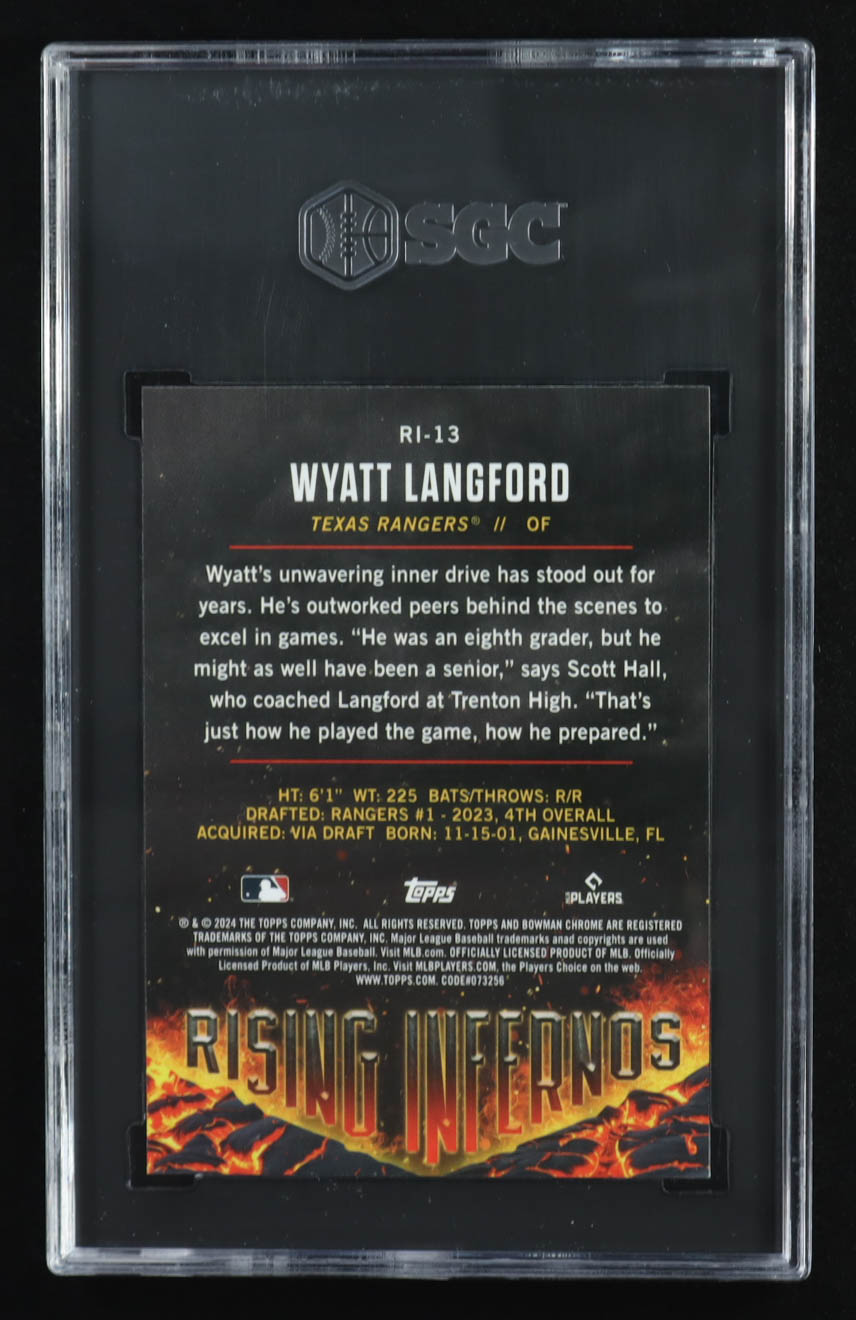 SGC
RI-13
WYATT LANGFORD
TEXAS RANGERS® // OF
Wyatt's unwavering inner drive has stood out for
years. He's outworked peers behind the scenes to
excel in games. “He was an eighth grader, but he
might as well have been a senior,” says Scott Hall,
who coached Langford at Trenton High. “That's
just how he played the game, how he prepared.”
HT: 6'1" WT: 225 BATS/THROWS: R/R
DRAFTED: RANGERS #1 - 2023, 4TH OVERALL
ACQUIRED: VIA DRAFT BORN: 11-15-01, GAINESVILLE, FL
topps PLAYERS
® & © 2024 THE TOPPS COMPANY, INC. ALL RIGHTS RESERVED. TOPPS AND BOWMAN CHROME ARE REGISTERED
TRADEMARKS OF THE TOPPS COMPANY, INC. Major League Baseball trademarks anad copyrights are used
with permission of Major League Baseball. Visit MLB.com. OFFICIALLY LICENSED PRODUCT OF MLB. Officially
Licensed Product of MLB Players, Inc. Visit MLBPLAYERS.COM, the Players Choice on the web.
WWW.TOPPS.COM. CODE#073256
RISING INFERNOS